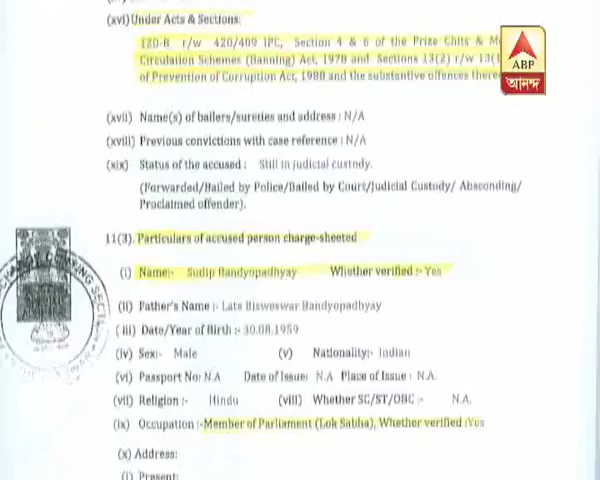 (xvi) Under Acts & Sections:
120-B r/w 420/409 IPC, Section 4 & 6 of the Prize Chits & M
Circulation Schemes (Banning) Act, 1978 and Sections 13(2) r/w 13(1
of Prevention of Corruption Act, 1988 and the substantive offences there
ABP
আনন্দ
(xvii) Name(s) of bailers/sureties and address : N/A
(xviii) Previous convictions with case reference : N/A
(xix) Status of the accused : Still in judicial custody.
(Forwarded/Bailed by Police/Bailed by Court/Judicial Custody/ Absconding/
Proclaimed offender).
11(3). Particulars of accused person charge-sheeted
(i) Name:- Sudip Bandyopadhyay Whether verified :- Yes
(ii) Father's Name :- Late Bisweswar Bandyopadhyay
(iii) Date/Year of Birth :- 30.08.1959
(iv) Sex:- Male (v) Nationality:- Indian
(vi) Passport No: N.A Date of Issue: N.A Place of Issue : N.A.
(vii) Religion :- Hindu (viii) Whether SC/ST/OBC :- N.A.
(ix) Occupation :-Member of Parliament (Lok Sabha), Whether verified :Yes
(x) Address:
(i) Present: